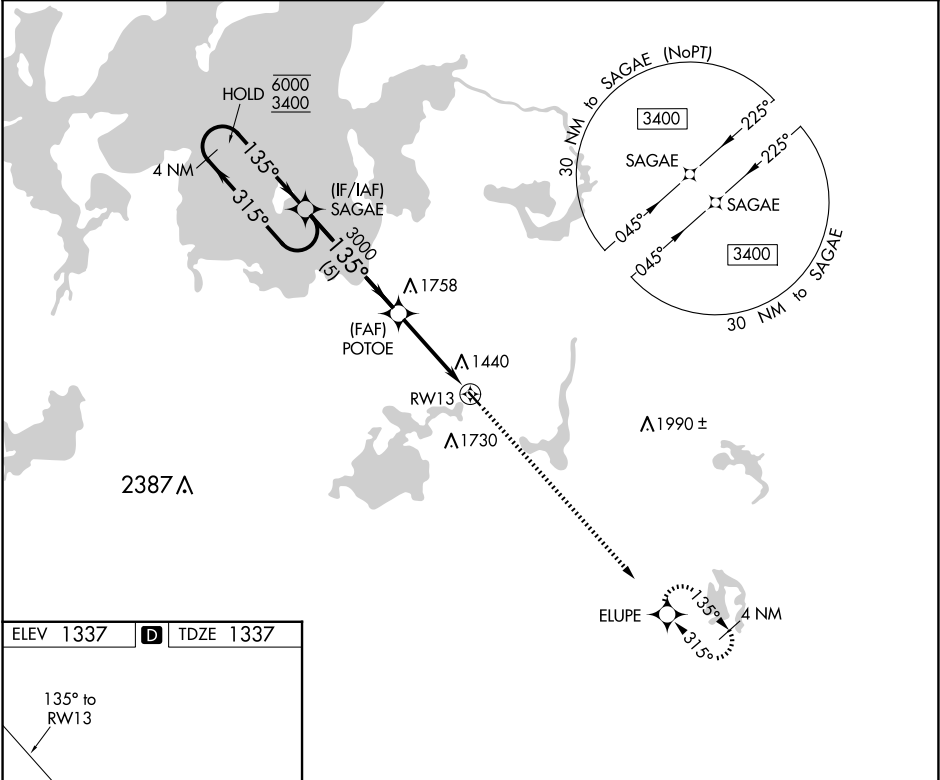 30 NM to SAGAE (NoPT)
6000
HOLD
3400
3400
225°
4 NM
135°
225°
SAGAE
(IF/IAF)
SAGAE
315°
SAGAE
045°
3000
135°
(5)
045°
3400
1758
30 NM to SAGAE
(FAF)
POTOE
1440
RW13
1990 ±
1730
2387
ELUPE
135°
4 NM
315°
ELEV 1337 D TDZE 1337
135° to
RW13